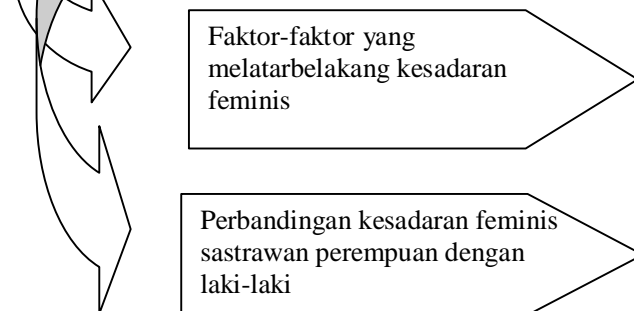 Faktor-faktor yang
melatarbelakang kesadaran
feminis
Perbandingan kesadaran feminis
sastrawan perempuan dengan
laki-laki